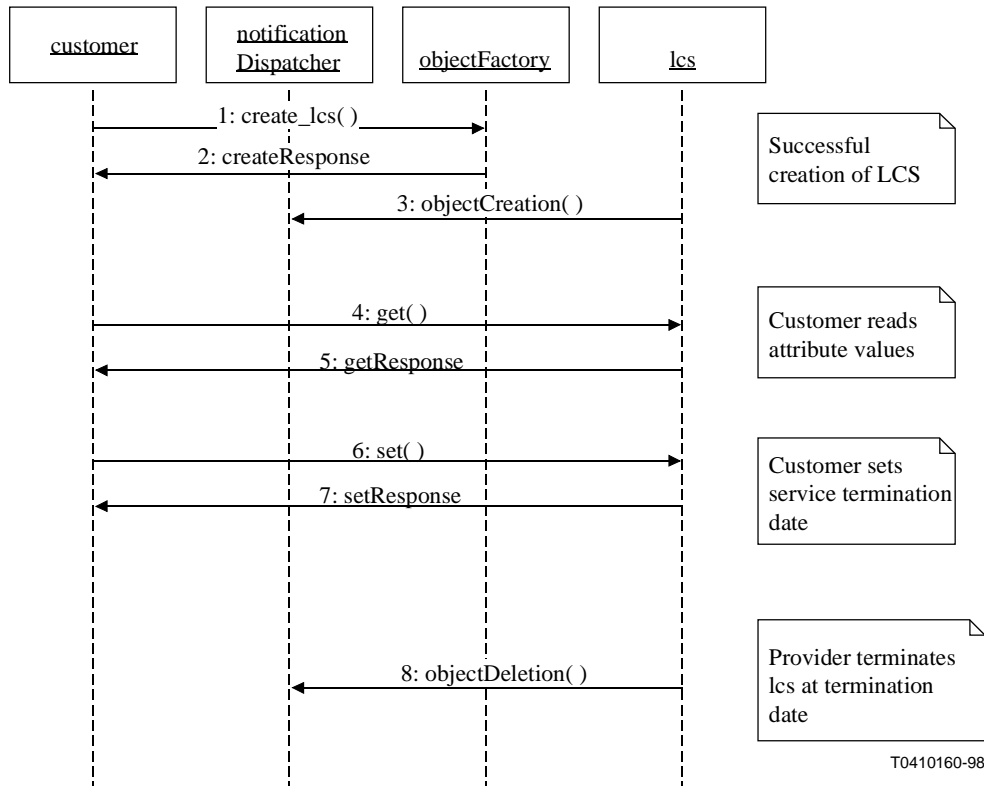 customer
notification
Dispatcher
objectFactory
lcs
1: create_lcs( )
2: createResponse
3: objectCreation( )
Successful
creation of LCS
4: get( )
5: getResponse
Customer reads
attribute values
6: set( )
7: setResponse
Customer sets
service termination
date
8: objectDeletion( )
Provider terminates
lcs at termination
date
T0410160-98